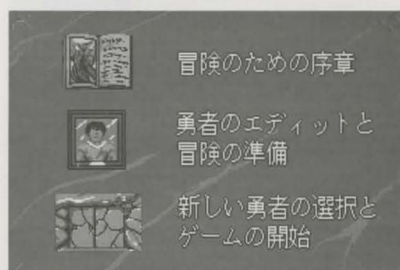 冒険のための序章
勇者のエディットと
冒険の準備
新しい勇者の選択と
ゲームの開始